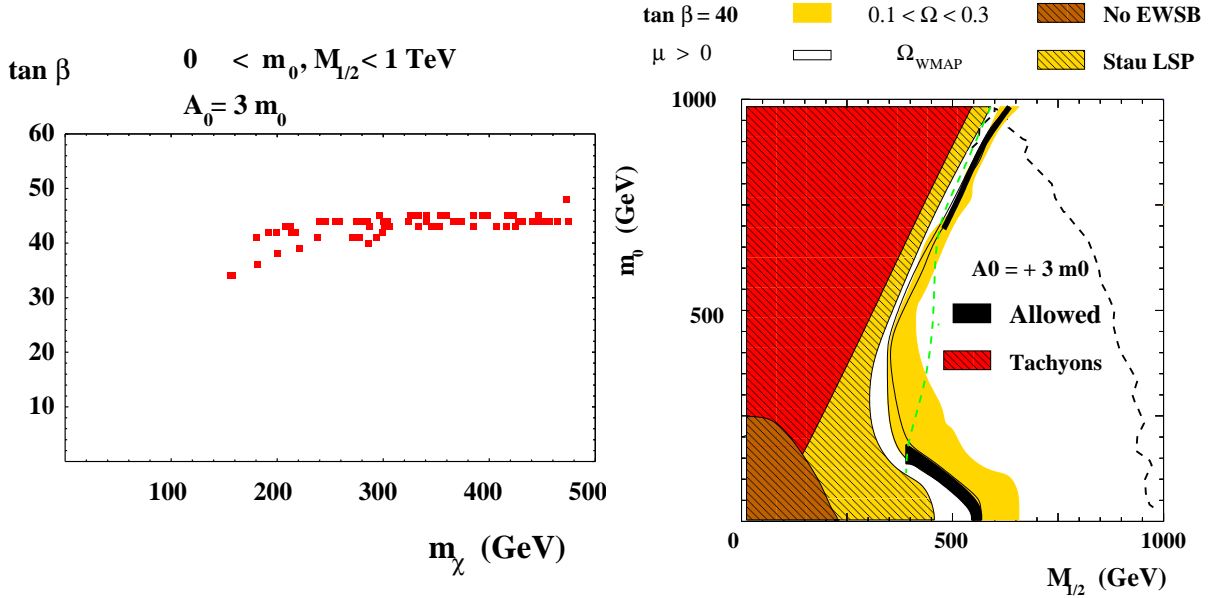 tan β
0 < m0, M1/2 < 1 TeV
A0 = 3 m0
60
50
40
30
20
10
100
200
300
400
500
mχ (GeV)
tan β = 40
0.1 < Ω < 0.3
No EWSB
μ > 0
ΩWMAP
Stau LSP
1000
m0 (GeV)
500
A0 = + 3 m0
Allowed
Tachyons
0
500
1000
M1/2 (GeV)